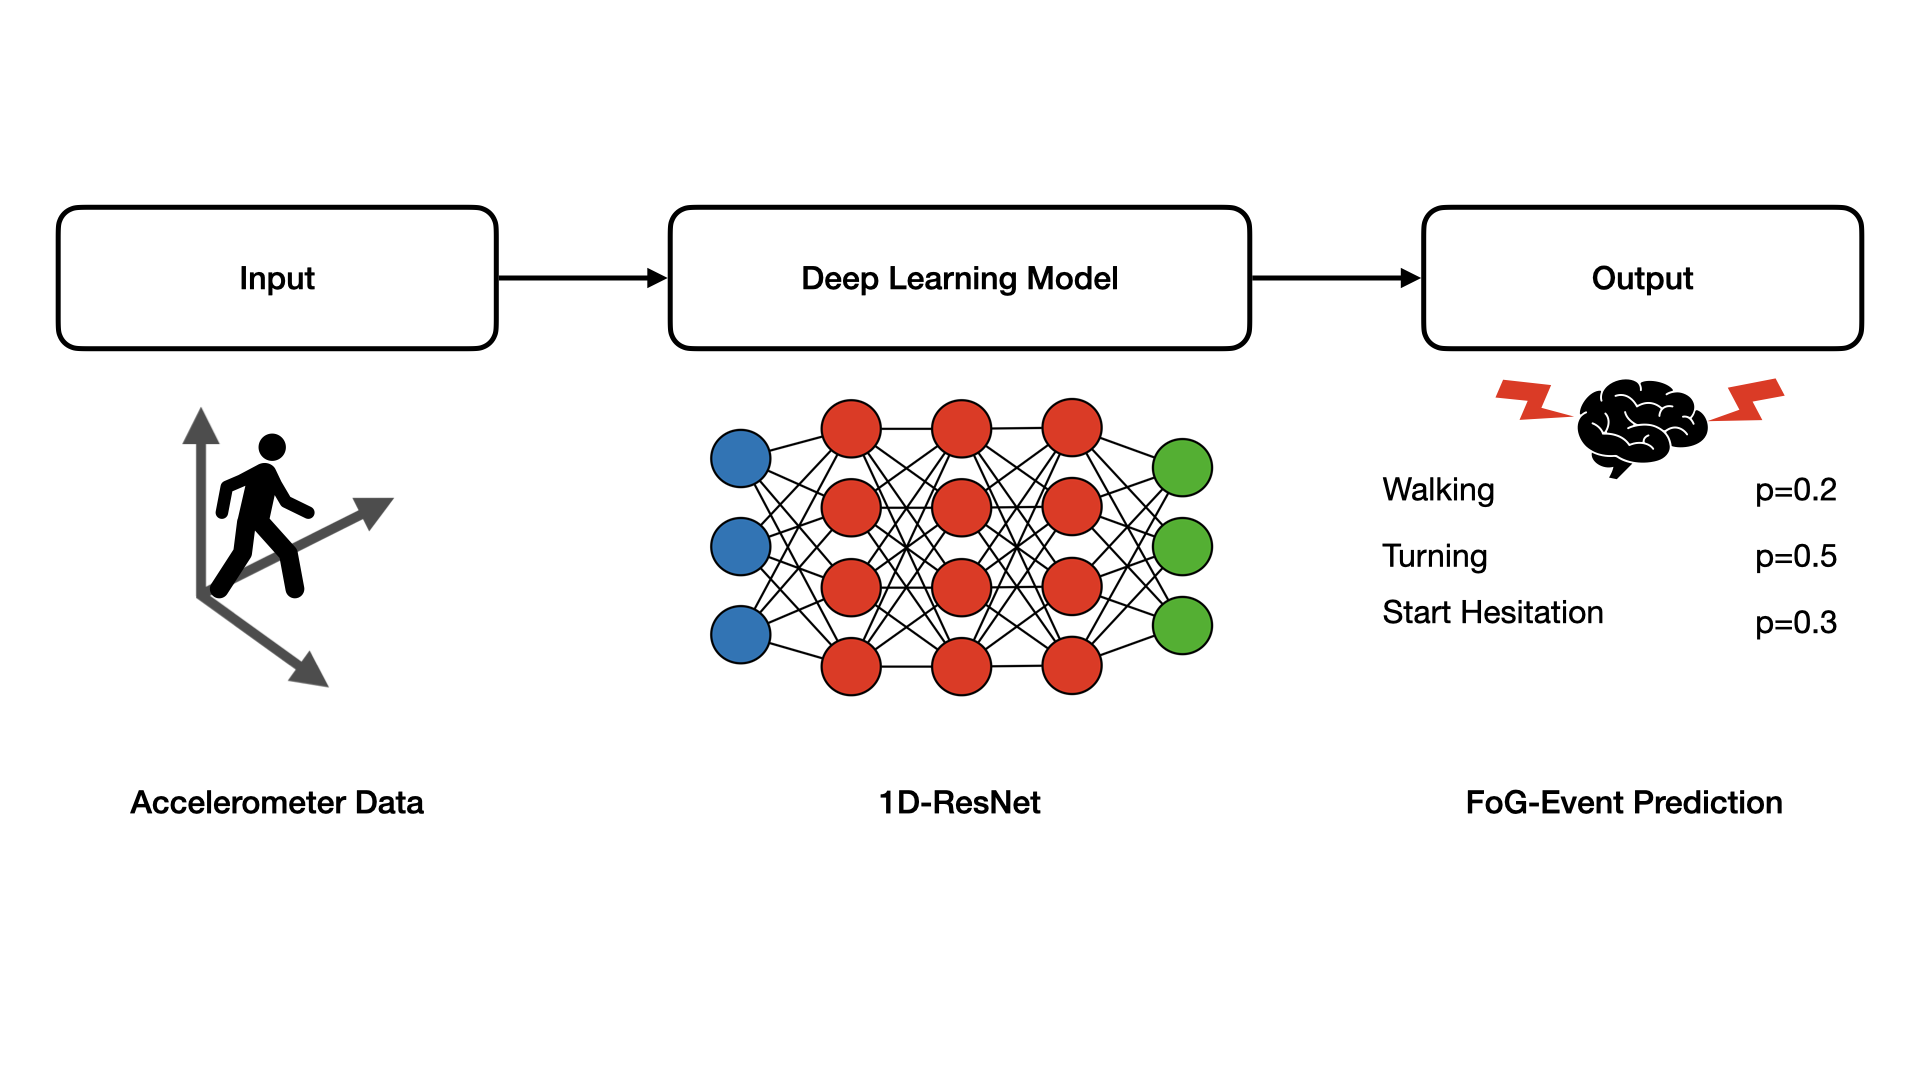 Input
Deep Learning Model
Output
Walking p=0.2
Turning p=0.5
Start Hesitation p=0.3
Accelerometer Data
1D-ResNet
FoG-Event Prediction